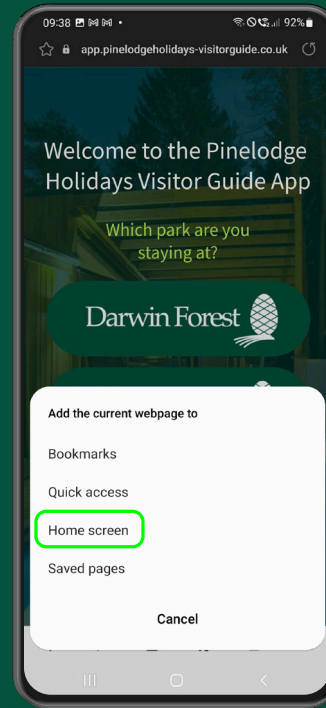 09:38
92%
app.pinelodgeholidays-visitorguide.co.uk
Welcome to the Pinelodge
Holidays Visitor Guide App
Which park are you
staying at?
Darwin Forest
Add the current webpage to
Bookmarks
Quick access
Home screen
Saved pages
Cancel